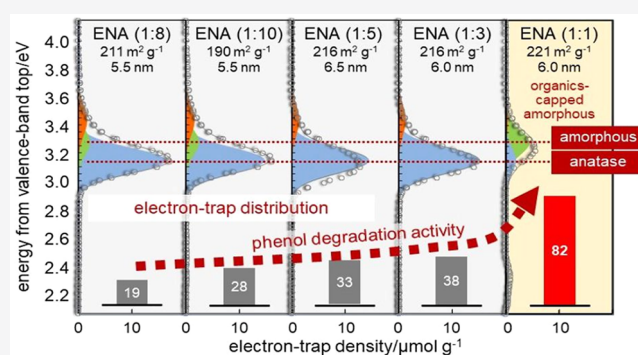 ENA (1:8)
211 m² g⁻¹
5.5 nm
ENA (1:10)
190 m² g⁻¹
5.5 nm
ENA (1:5)
216 m² g⁻¹
6.5 nm
ENA (1:3)
216 m² g⁻¹
6.0 nm
ENA (1:1)
221 m² g⁻¹
6.0 nm
organics-
capped
amorphous
amorphous
anatase
electron-trap distribution
phenol degradation activity
19
28
33
38
82
energy from valence-band top/eV
4.0
3.8
3.6
3.4
3.2
3.0
2.8
2.6
2.4
2.2
0 10 0 10 0 10 0 10 0 10
electron-trap density/μmol g⁻¹